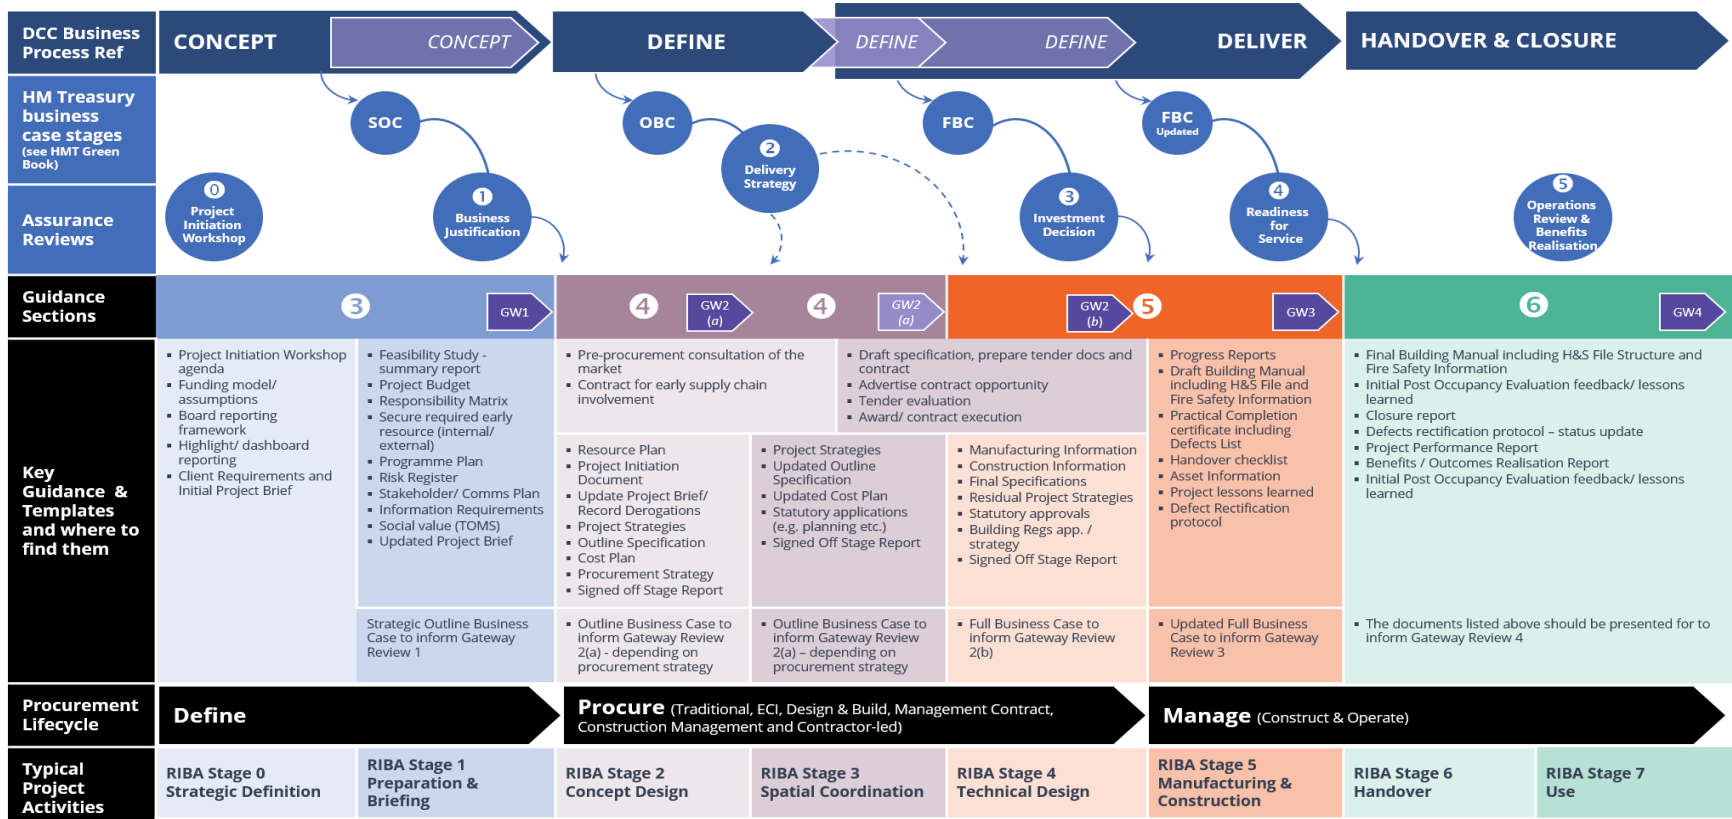 DCC Business
Process Ref
CONCEPT
CONCEPT
DEFINE
DEFINE
DEFINE
DELIVER
HANDOVER & CLOSURE
HM Treasury
business
case stages
(see HMT Green
Book)
SOC
OBC
FBC
FBC
Updated
Assurance
Reviews
0
Project
Initiation
Workshop
1
Business
Justification
2
Delivery
Strategy
3
Investment
Decision
4
Readiness
for
Service
5
Operations
Review &
Benefits
Realisation
Guidance
Sections
3
GW1
4
GW2
(a)
4
GW2
(a)
GW2
(b)
5
GW3
6
GW4
Key
Guidance &
Templates
and where to
find them
▪ Project Initiation Workshop
agenda
▪ Funding model/
assumptions
▪ Board reporting
framework
▪ Highlight/ dashboard
reporting
▪ Client Requirements and
Initial Project Brief
▪ Feasibility Study -
summary report
▪ Project Budget
▪ Responsibility Matrix
▪ Secure required early
resource (internal/
external)
▪ Programme Plan
▪ Risk Register
▪ Stakeholder/ Comms Plan
▪ Information Requirements
▪ Social value (TOMS)
▪ Updated Project Brief
Strategic Outline Business
Case to inform Gateway
Review 1
▪ Pre-procurement consultation of the
market
▪ Contract for early supply chain
involvement
▪ Draft specification, prepare tender docs and
contract
▪ Advertise contract opportunity
▪ Tender evaluation
▪ Award/ contract execution
▪ Resource Plan
▪ Project Initiation
Document
▪ Update Project Brief/
Record Derogations
▪ Project Strategies
▪ Outline Specification
▪ Cost Plan
▪ Procurement Strategy
▪ Signed off Stage Report
▪ Outline Business Case to
inform Gateway Review
2(a) - depending on
procurement strategy
▪ Project Strategies
▪ Updated Outline
Specification
▪ Updated Cost Plan
▪ Statutory applications
(e.g. planning etc.)
▪ Signed Off Stage Report
▪ Outline Business Case to
inform Gateway Review
2(a) – depending on
procurement strategy
▪ Manufacturing Information
▪ Construction Information
▪ Final Specifications
▪ Residual Project Strategies
▪ Statutory approvals
▪ Building Regs app. /
strategy
▪ Signed Off Stage Report
▪ Full Business Case to
inform Gateway Review
2(b)
▪ Progress Reports
▪ Draft Building Manual
including H&S File and
Fire Safety Information
▪ Practical Completion
certificate including
Defects List
▪ Handover checklist
▪ Asset Information
▪ Project lessons learned
▪ Defect Rectification
protocol
▪ Updated Full Business
Case to inform Gateway
Review 3
▪ Final Building Manual including H&S File Structure and
Fire Safety Information
▪ Initial Post Occupancy Evaluation feedback/ lessons
learned
▪ Closure report
▪ Defects rectification protocol – status update
▪ Project Performance Report
▪ Benefits / Outcomes Realisation Report
▪ Initial Post Occupancy Evaluation feedback/ lessons
learned
▪ The documents listed above should be presented for to
inform Gateway Review 4
Procurement
Lifecycle
Define
Procure (Traditional, ECI, Design & Build, Management Contract,
Construction Management and Contractor-led)
Manage (Construct & Operate)
Typical
Project
Activities
RIBA Stage 0
Strategic Definition
RIBA Stage 1
Preparation &
Briefing
RIBA Stage 2
Concept Design
RIBA Stage 3
Spatial Coordination
RIBA Stage 4
Technical Design
RIBA Stage 5
Manufacturing &
Construction
RIBA Stage 6
Handover
RIBA Stage 7
Use